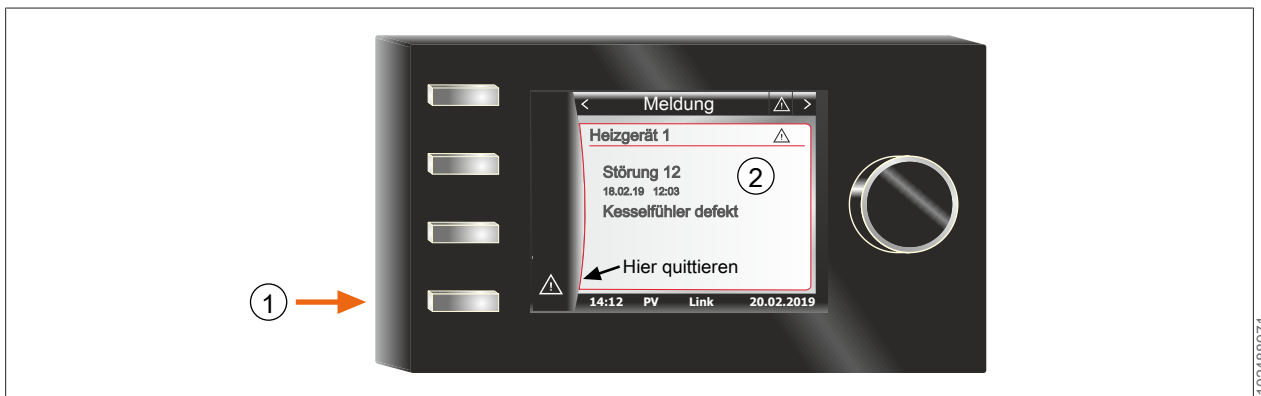 < Meldung >
Heizgerät 1
Störung 12
18.02.19 12:03
Kesselfühler defekt
Hier quittieren
14:12 PV Link 20.02.2019
1
2